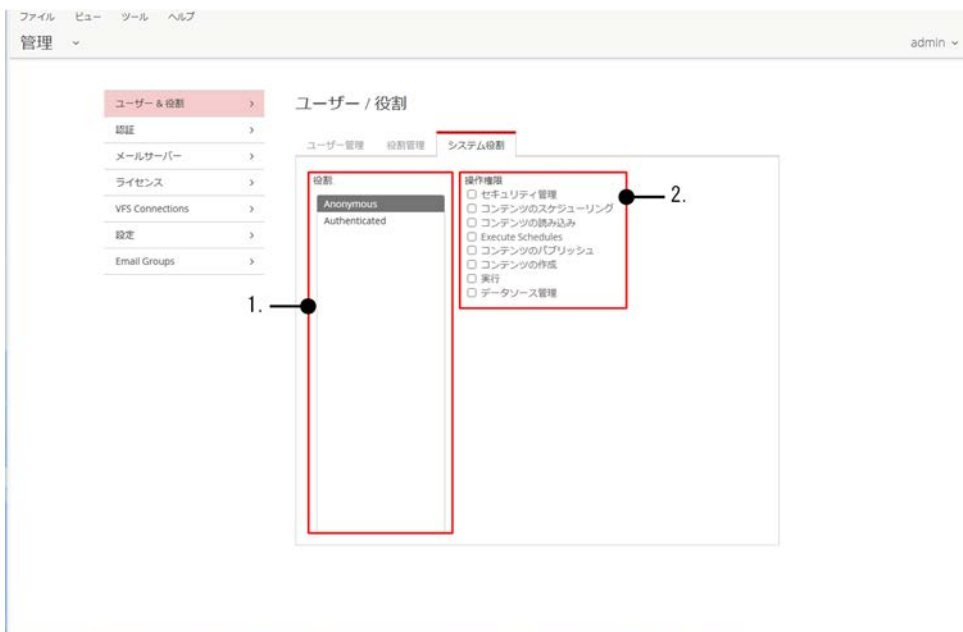 ファイル ビュー ツール ヘルプ
管理
admin
ユーザー & 役割
認証
メールサーバー
ライセンス
VFS Connections
設定
Email Groups
ユーザー / 役割
ユーザー管理 役割管理 システム役割
役割
Anonymous
Authenticated
操作権限
セキュリティ管理
コンテンツのスケジューリング
コンテンツの読み込み
Execute Schedules
コンテンツのパブリッシュ
コンテンツの作成
実行
データソース管理
1.
2.